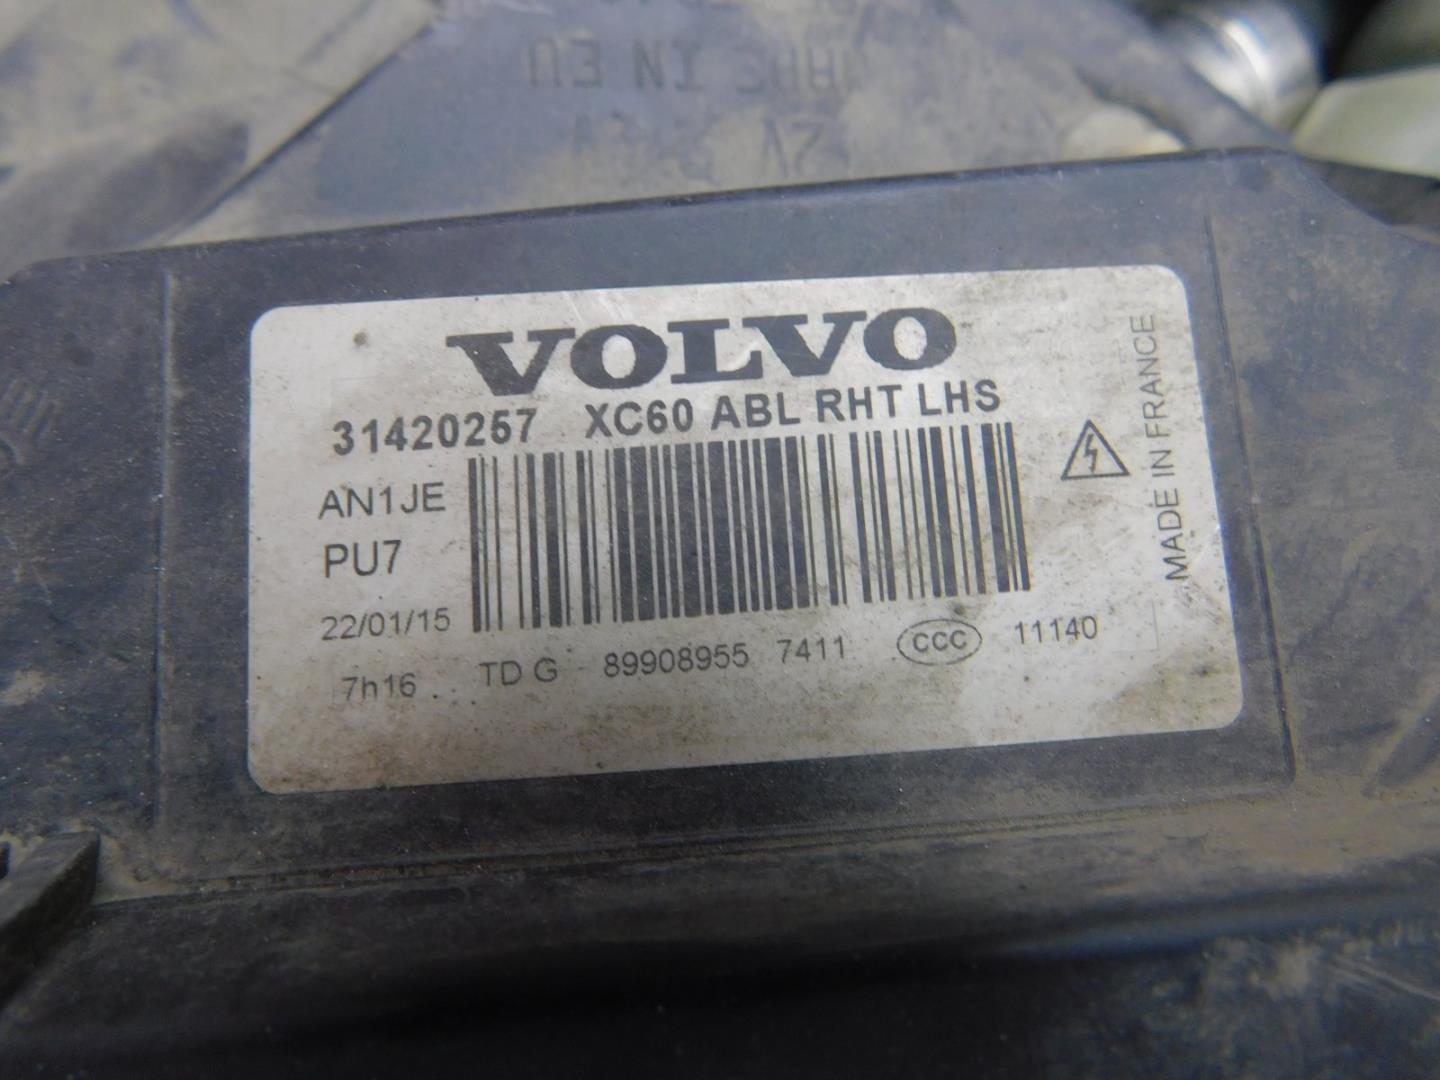 MADE IN EU
VOLVO
31420257 XC60 ABL RHT LHS
AN1JE
PU7
22/01/15
7h16 TD G 89908955 7411 CCC 11140
MADE IN FRANCE